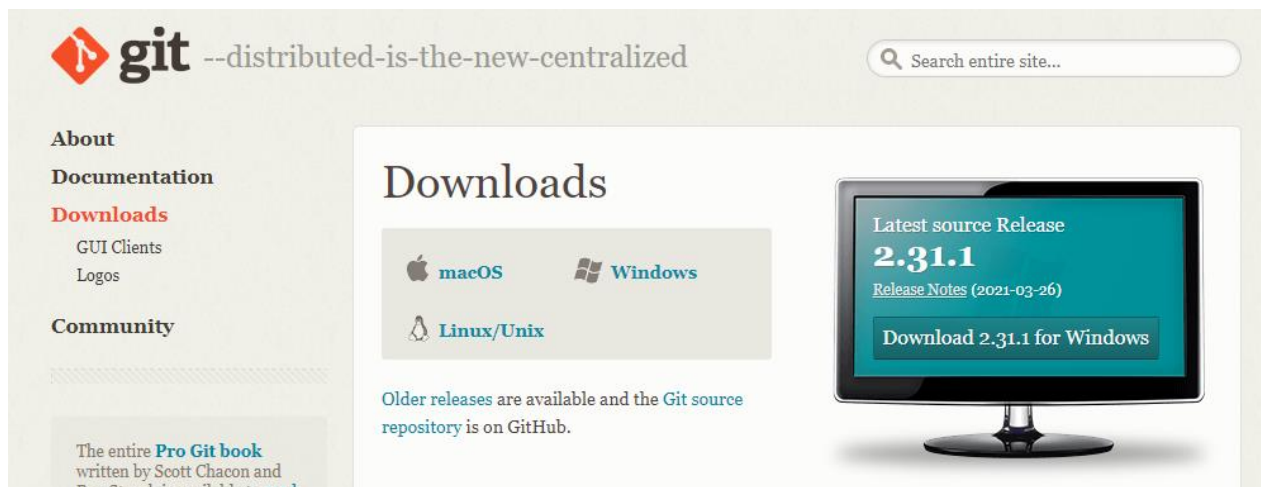 git --distributed-is-the-new-centralized
Search entire site...
About
Documentation
Downloads
GUI Clients
Logos
Community
The entire Pro Git book
written by Scott Chacon and
Downloads
macOS
Windows
Linux/Unix
Older releases are available and the Git source
repository is on GitHub.
Latest source Release
2.31.1
Release Notes (2021-03-26)
Download 2.31.1 for Windows